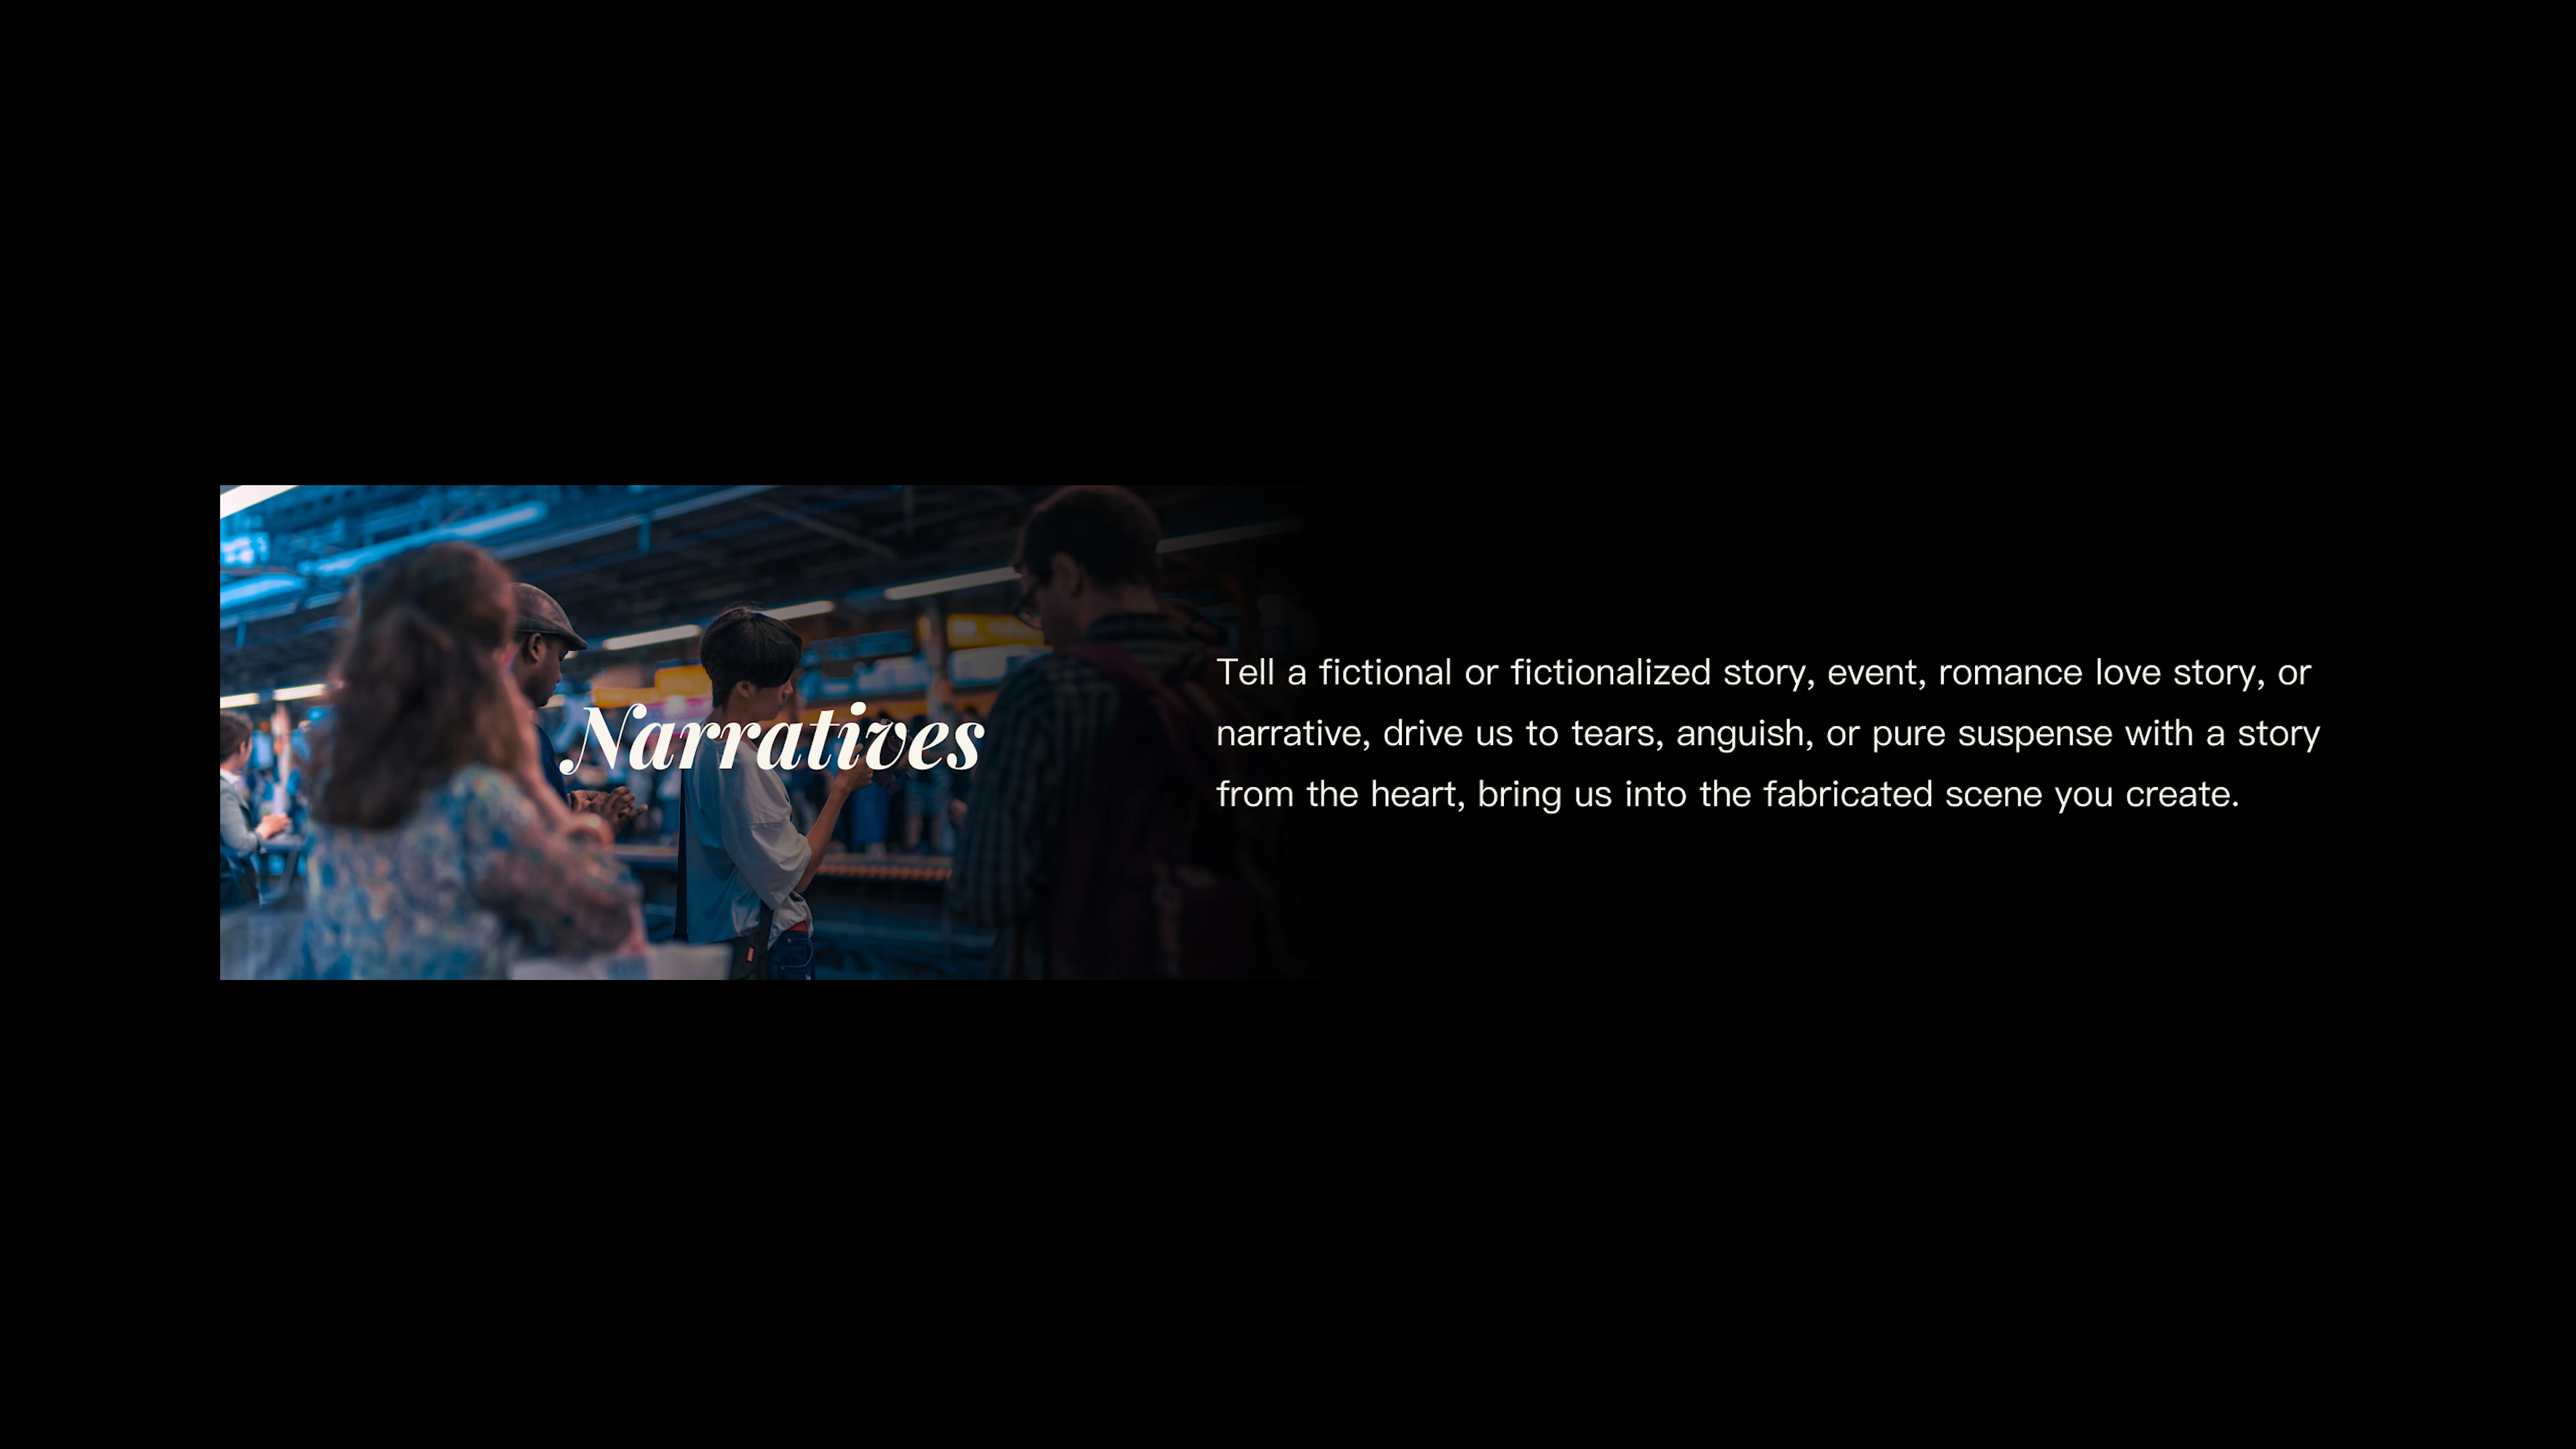 Narratives
Tell a fictional or fictionalized story, event, romance love story, or
narrative, drive us to tears, anguish, or pure suspense with a story
from the heart, bring us into the fabricated scene you create.